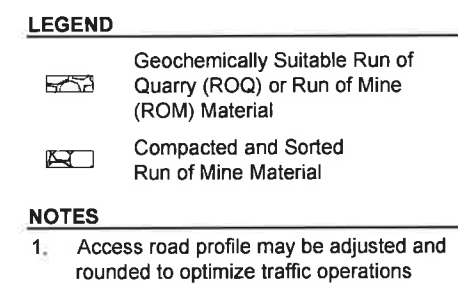 LEGEND
Geochemically Suitable Run of
Quarry (ROQ) or Run of Mine
(ROM) Material
Compacted and Sorted
Run of Mine Material
NOTES
1. Access road profile may be adjusted and
rounded to optimize traffic operations